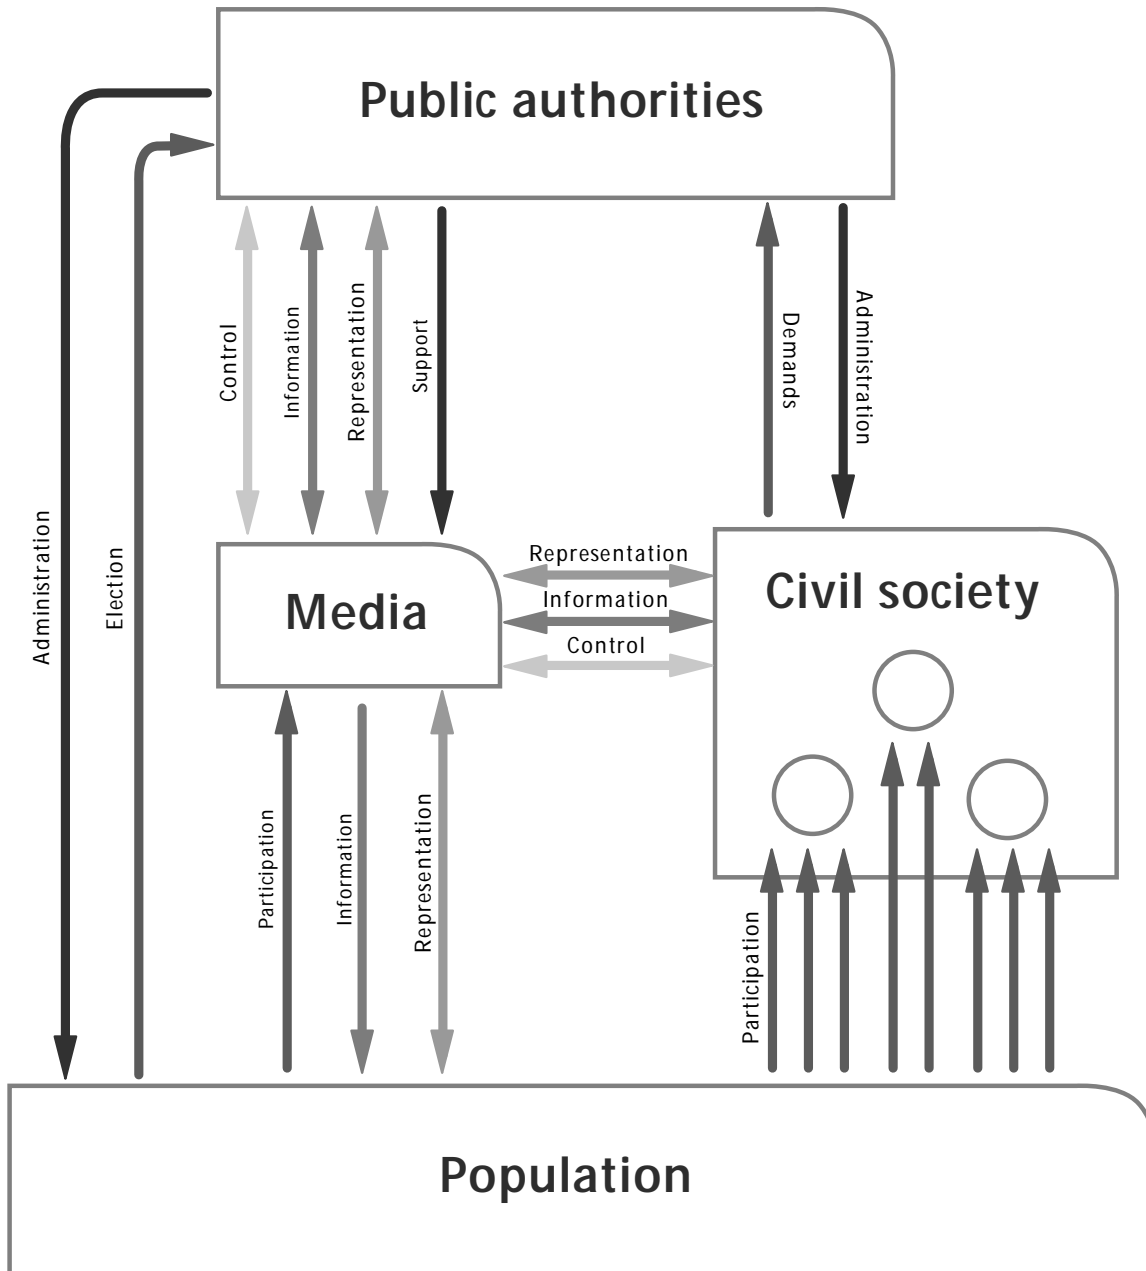 Public authorities
Control
Information
Representation
Support
Demands
Administration
Administration
Election
Media
Representation
Information
Control
Civil society
Participation
Information
Representation
Participation
Population